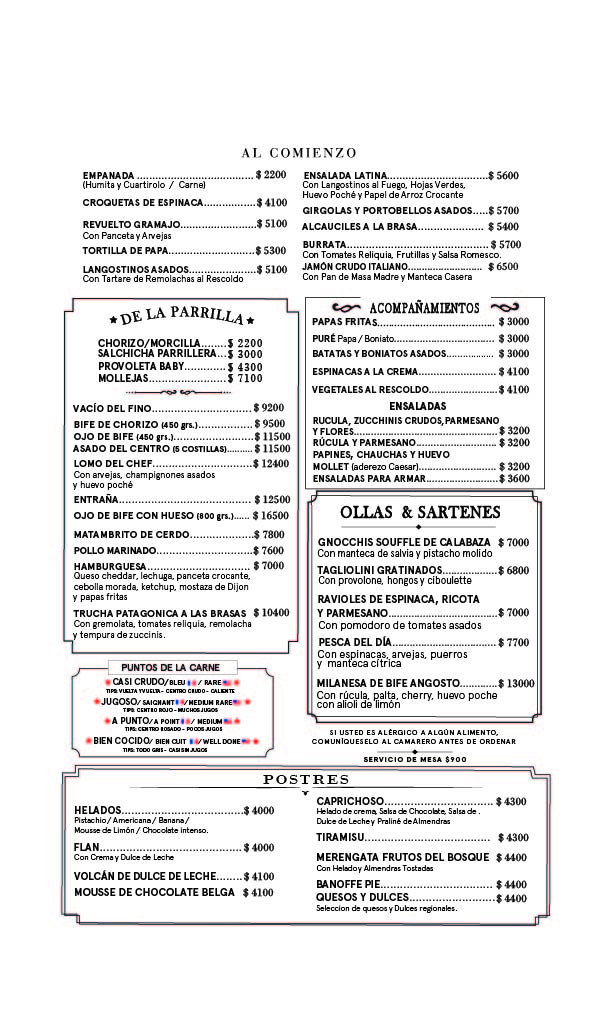 AL COMIENZO
EMPANADA ............................... $ 2200
(Humita y Cuartirolo / Carne)
CROQUETAS DE ESPINACA............... $ 4100
REVUELTO GRAMAJO..................... $ 5100
Con Panceta y Arvejas
TORTILLA DE PAPA....................... $ 5300
LANGOSTINOS ASADOS................... $ 5100
Con Tartare de Remolachas al Rescoldo
ENSALADA LATINA........................... $ 5600
Con Langostinos al Fuego, Hojas Verdes,
Huevo Poché y Papel de Arroz Crocante
GIRGOLAS Y PORTOBELLOS ASADOS..... $ 5700
ALCAUCILES A LA BRASA.................. $ 5400
BURRATA................................... $ 5700
Con Tomates Reliquia, Frutillas y Salsa Romesco.
JAMÓN CRUDO ITALIANO.................... $ 6500
Con Pan de Masa Madre y Manteca Casera
DE LA PARRILLA
CHORIZO/MORCILLA....... $ 2200
SALCHICHA PARRILLERA... $ 3000
PROVOLETA BABY............ $ 4300
MOLLEJAS..................... $ 7100
VACÍO DEL FINO........................... $ 9200
BIFE DE CHORIZO (450 grs.)............... $ 9500
OJO DE BIFE (450 grs.)...................... $ 11500
ASADO DEL CENTRO (5 COSTILLAS).......... $ 11500
LOMO DEL CHEF........................... $ 12400
Con arvejas, champignones asados
y huevo poché
ENTRAÑA.................................. $ 12500
OJO DE BIFE CON HUESO (800 grs.)...... $ 16500
MATAMBRITO DE CERDO................ $ 7800
POLLO MARINADO........................ $ 7600
HAMBURGUESA........................... $ 7000
Queso cheddar, lechuga, panceta crocante,
cebolla morada, ketchup, mostaza de Dijon
y papas fritas
TRUCHA PATAGONICA A LAS BRASAS $ 10400
Con gremolata, tomates reliquia, remolacha
y tempura de zuccinis.
ACOMPAÑAMIENTOS
PAPAS FRITAS................................... $ 3000
PURÉ Papa / Boniato............................. $ 3000
BATATAS Y BONIATOS ASADOS................ $ 3000
ESPINACAS A LA CREMA..................... $ 4100
VEGETALES AL RESCOLDO.................... $ 4100
ENSALADAS
RUCULA, ZUCCHINIS CRUDOS,PARMESANO
Y FLORES..................................... $ 3200
RÚCULA Y PARMESANO...................... $ 3200
PAPINES, CHAUCHAS Y HUEVO
MOLLET (aderezo Caesar)....................... $ 3200
ENSALADAS PARA ARMAR................... $ 3600
OLLAS & SARTENES
GNOCCHIS SOUFFLE DE CALABAZA $ 7000
Con manteca de salvia y pistacho molido
TAGLIOLINI GRATINADOS............... $ 6800
Con provolone, hongos y ciboulette
RAVIOLES DE ESPINACA, RICOTA
Y PARMESANO............................. $ 7000
Con pomodoro de tomates asados
PESCA DEL DÍA............................ $ 7700
Con espinacas, arvejas, puerros
y manteca cítrica
MILANESA DE BIFE ANGOSTO........... $ 13000
Con rúcula, palta, cherry, huevo poche
con alioli de limón
PUNTOS DE LA CARNE
CASI CRUDO/BLEU / RARE
TIPS: VUELTA Y VUELTA - CENTRO CRUDO - CALIENTE
JUGOSO/ SAIGNANT /MEDIUM RARE
TIPS: CENTRO ROJO - MUCHOS JUGOS
A PUNTO/ A POINT / MEDIUM
TIPS: CENTRO ROSADO - POCOS JUGOS
BIEN COCIDO/ BIEN CUIT / WELL DONE
TIPS: TODO GRIS - CASI SIN JUGOS
SI USTED ES ALÉRGICO A ALGÚN ALIMENTO,
COMUNÍQUESELO AL CAMARERO ANTES DE ORDENAR
SERVICIO DE MESA $900
POSTRES
HELADOS.............................. $ 4000
Pistachio / Americana / Banana /
Mousse de Limón / Chocolate intenso.
FLAN.................................... $ 4000
Con Crema y Dulce de Leche
VOLCÁN DE DULCE DE LECHE....... $ 4100
MOUSSE DE CHOCOLATE BELGA $ 4100
CAPRICHOSO............................ $ 4300
Helado de crema, Salsa de Chocolate, Salsa de .
Dulce de Leche y Praliné de Almendras
TIRAMISU................................ $ 4300
MERENGATA FRUTOS DEL BOSQUE $ 4400
Con Helado y Almendras Tostadas
BANOFFE PIE............................ $ 4400
QUESOS Y DULCES....................... $ 4400
Seleccion de quesos y Dulces regionales.